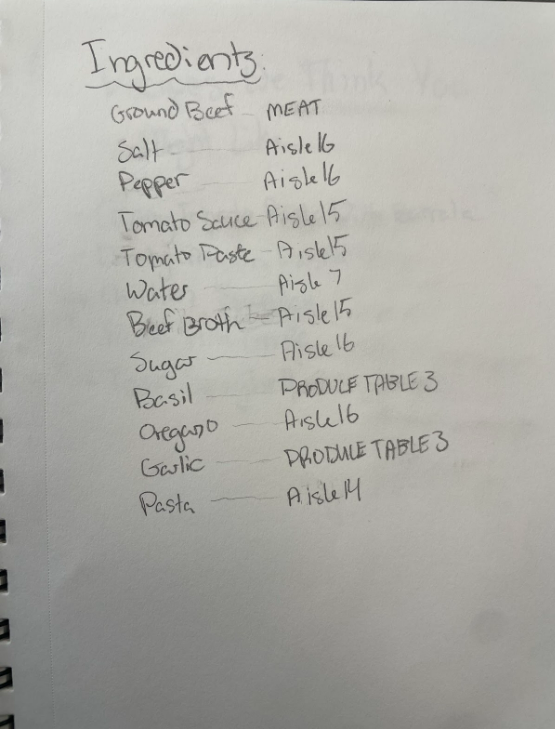 Ingredients:
Ground Beef - MEAT
Salt - Aisle 16
Pepper - Aisle 16
Tomato Sauce - Aisle 15
Tomato Paste - Aisle 15
Water - Aisle 7
Beef Broth - Aisle 15
Sugar - Aisle 16
Basil - PRODUCE TABLE 3
Oregano - Aisle 16
Garlic - PRODUCE TABLE 3
Pasta - Aisle 14